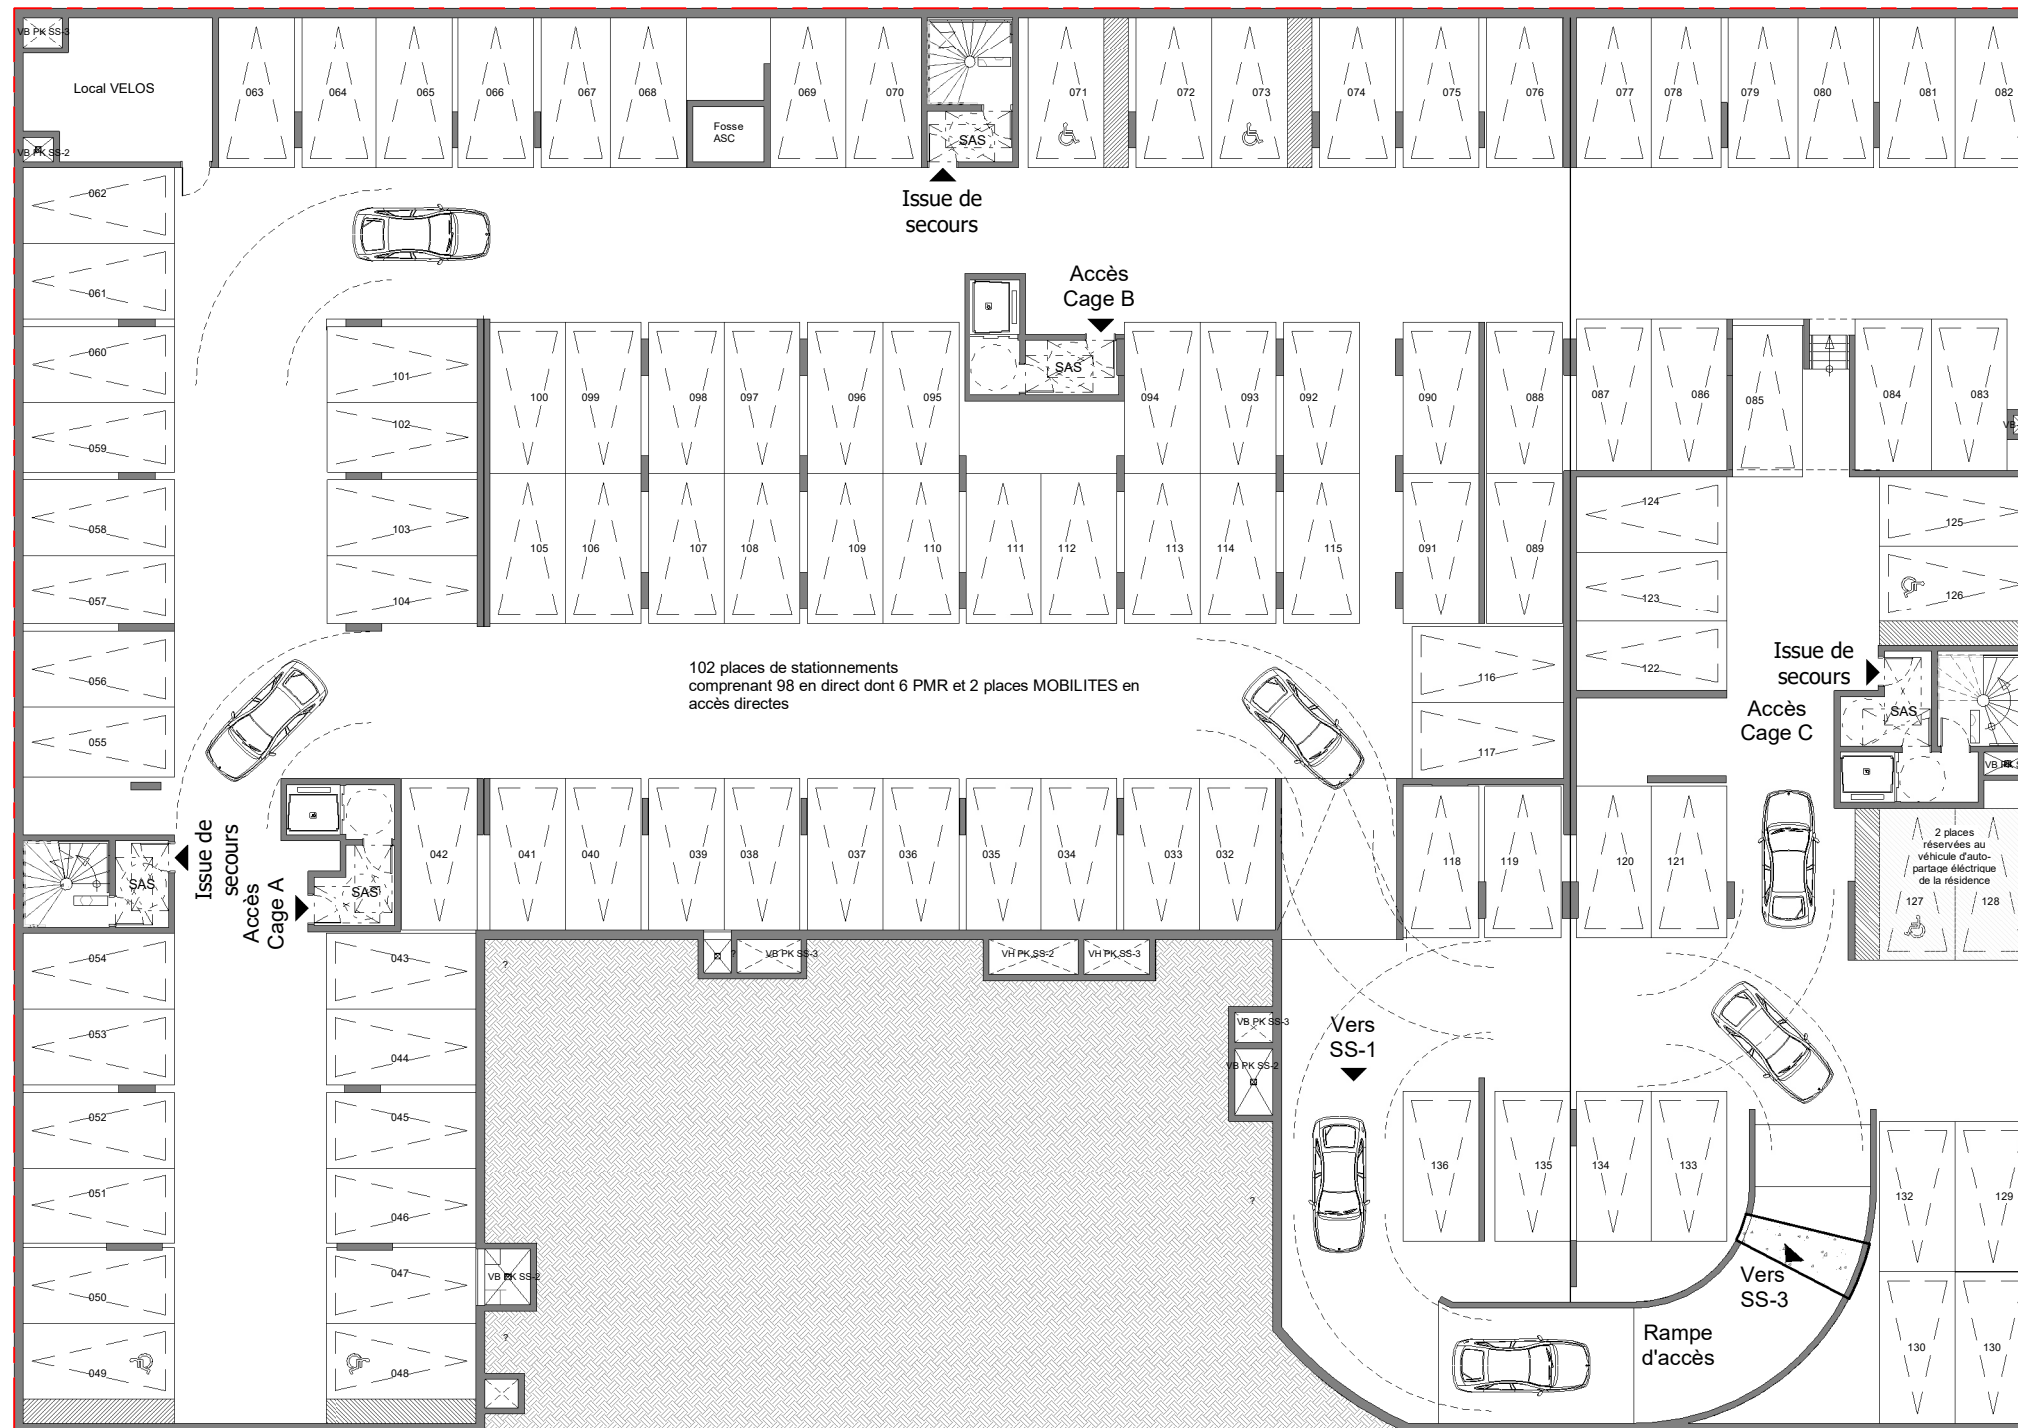 VB PK SS-3
Local VELOS
VB PK SS-2
063
064
065
066
067
068
Fosse
ASC
069
070
SAS
071
072
073
074
075
076
077
078
079
080
081
082
Issue de
secours
062
061
060
059
058
057
056
055
101
102
103
104
Accès
Cage B
SAS
100
099
098
097
096
095
094
093
092
090
088
087
086
085
084
083
105
106
107
108
109
110
111
112
113
114
115
091
089
124
123
122
125
126
116
117
102 places de stationnements
comprenant 98 en direct dont 6 PMR et 2 places MOBILITES en
accès directes
Issue de
secours
Accès
Cage C
SAS
SAS
Issue de
secours
Accès
Cage A
SAS
042
041
040
039
038
037
036
035
034
033
032
118
119
120
121
2 places
réservées au
véhicule d'auto-
partage éléctrique
de la résidence
127
128
054
053
052
051
050
049
043
044
045
046
047
048
?
?
VB PK SS-3
VH PK SS-2
VH PK SS-3
VB PK SS-3
VB PK SS-2
Vers
SS-1
?
VB PK SS-2
?
136
135
134
133
132
129
130
130
Vers
SS-3
Rampe
d'accès